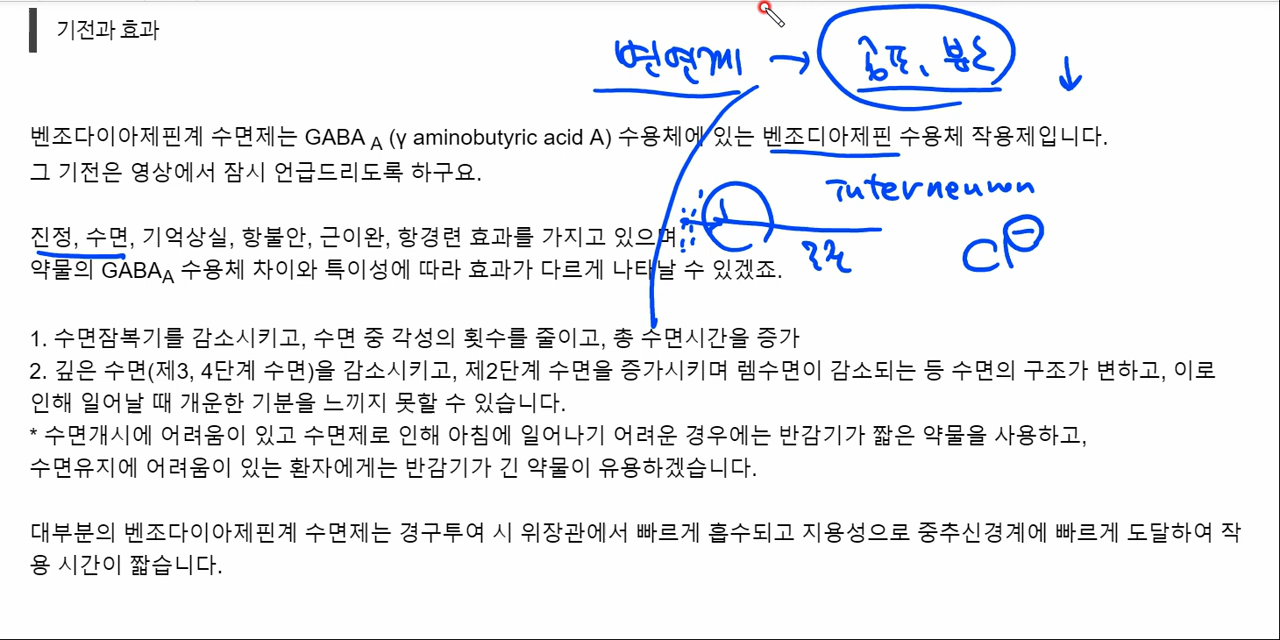 기전과 효과
변연계 → 공포, 불안 ↓
벤조다이아제핀계 수면제는 GABA A (γ aminobutyric acid A) 수용체에 있는 벤조디아제핀 수용체 작용제입니다.
그 기전은 영상에서 잠시 언급드리도록 하구요.
interneuron
진정, 수면, 기억상실, 항불안, 근이완, 항경련 효과를 가지고 있으며,
Cl⊖
약물의 GABAA 수용체 차이와 특이성에 따라 효과가 다르게 나타날 수 있겠죠.
1. 수면잠복기를 감소시키고, 수면 중 각성의 횟수를 줄이고, 총 수면시간을 증가
2. 깊은 수면(제3, 4단계 수면)을 감소시키고, 제2단계 수면을 증가시키며 렘수면이 감소되는 등 수면의 구조가 변하고, 이로
인해 일어날 때 개운한 기분을 느끼지 못할 수 있습니다.
* 수면개시에 어려움이 있고 수면제로 인해 아침에 일어나기 어려운 경우에는 반감기가 짧은 약물을 사용하고,
수면유지에 어려움이 있는 환자에게는 반감기가 긴 약물이 유용하겠습니다.
대부분의 벤조다이아제핀계 수면제는 경구투여 시 위장관에서 빠르게 흡수되고 지용성으로 중추신경계에 빠르게 도달하여 작
용 시간이 짧습니다.